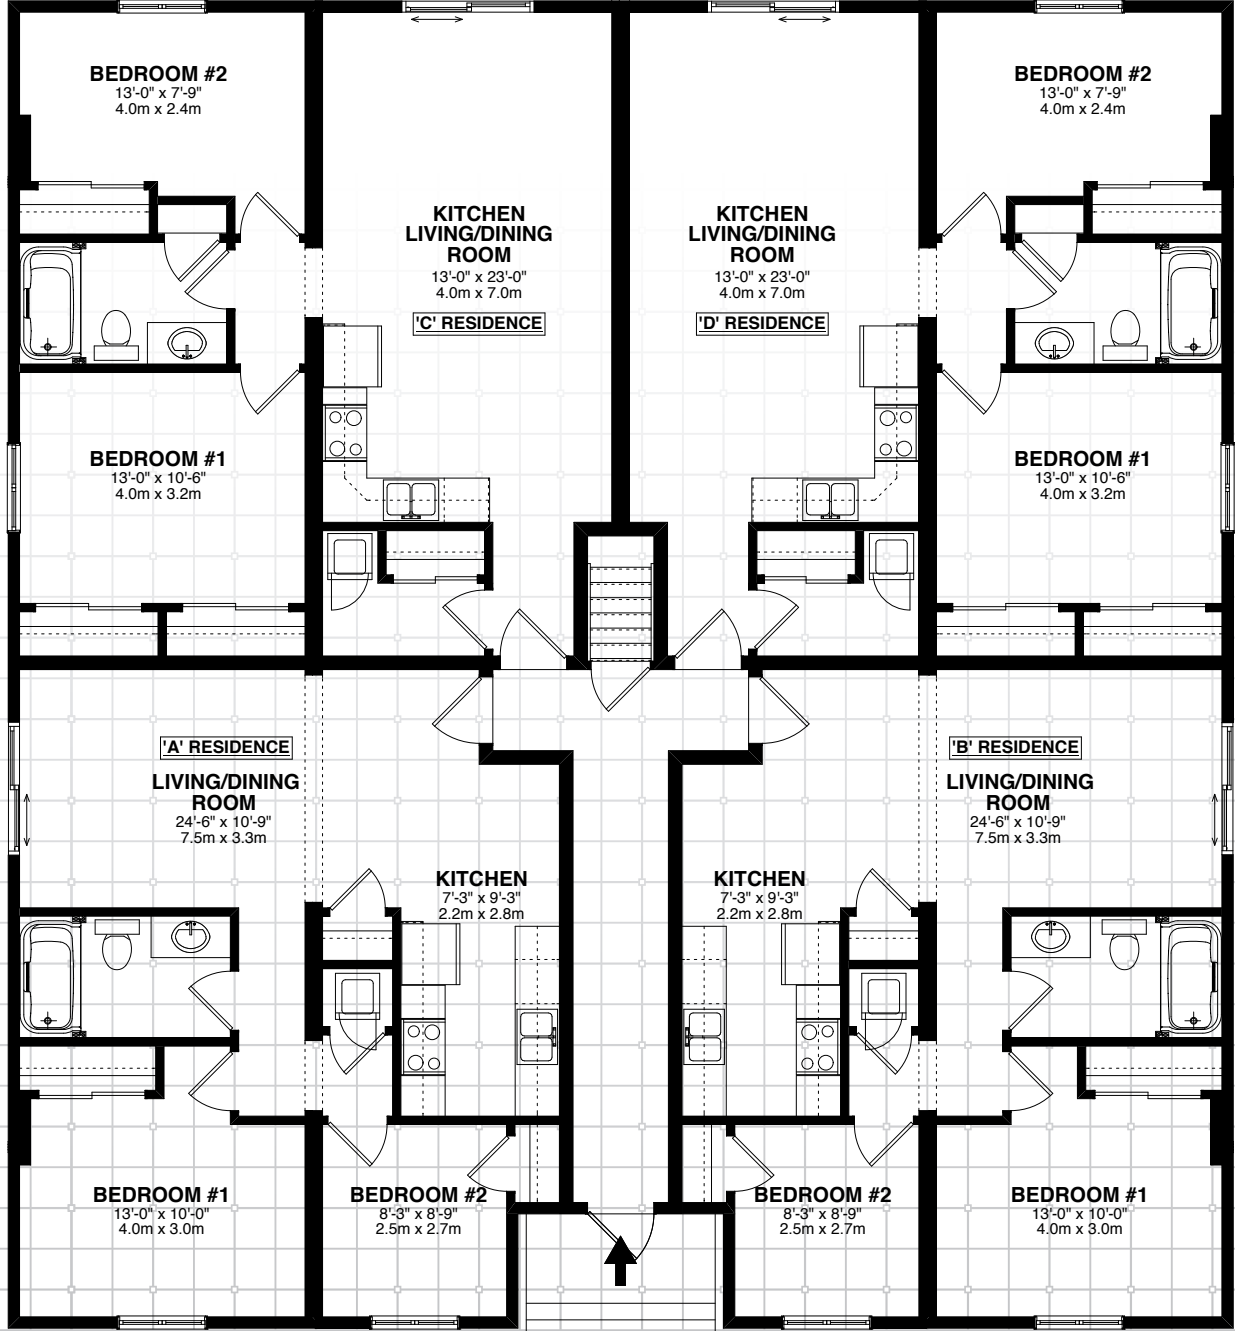 BEDROOM #2
13'-0" x 7'-9"
4.0m x 2.4m
BEDROOM #2
13'-0" x 7'-9"
4.0m x 2.4m
KITCHEN
LIVING/DINING
ROOM
13'-0" x 23'-0"
4.0m x 7.0m
'C' RESIDENCE
KITCHEN
LIVING/DINING
ROOM
13'-0" x 23'-0"
4.0m x 7.0m
'D' RESIDENCE
BEDROOM #1
13'-0" x 10'-6"
4.0m x 3.2m
BEDROOM #1
13'-0" x 10'-6"
4.0m x 3.2m
'A' RESIDENCE
LIVING/DINING
ROOM
24'-6" x 10'-9"
7.5m x 3.3m
'B' RESIDENCE
LIVING/DINING
ROOM
24'-6" x 10'-9"
7.5m x 3.3m
KITCHEN
7'-3" x 9'-3"
2.2m x 2.8m
KITCHEN
7'-3" x 9'-3"
2.2m x 2.8m
BEDROOM #1
13'-0" x 10'-0"
4.0m x 3.0m
BEDROOM #2
8'-3" x 8'-9"
2.5m x 2.7m
BEDROOM #2
8'-3" x 8'-9"
2.5m x 2.7m
BEDROOM #1
13'-0" x 10'-0"
4.0m x 3.0m